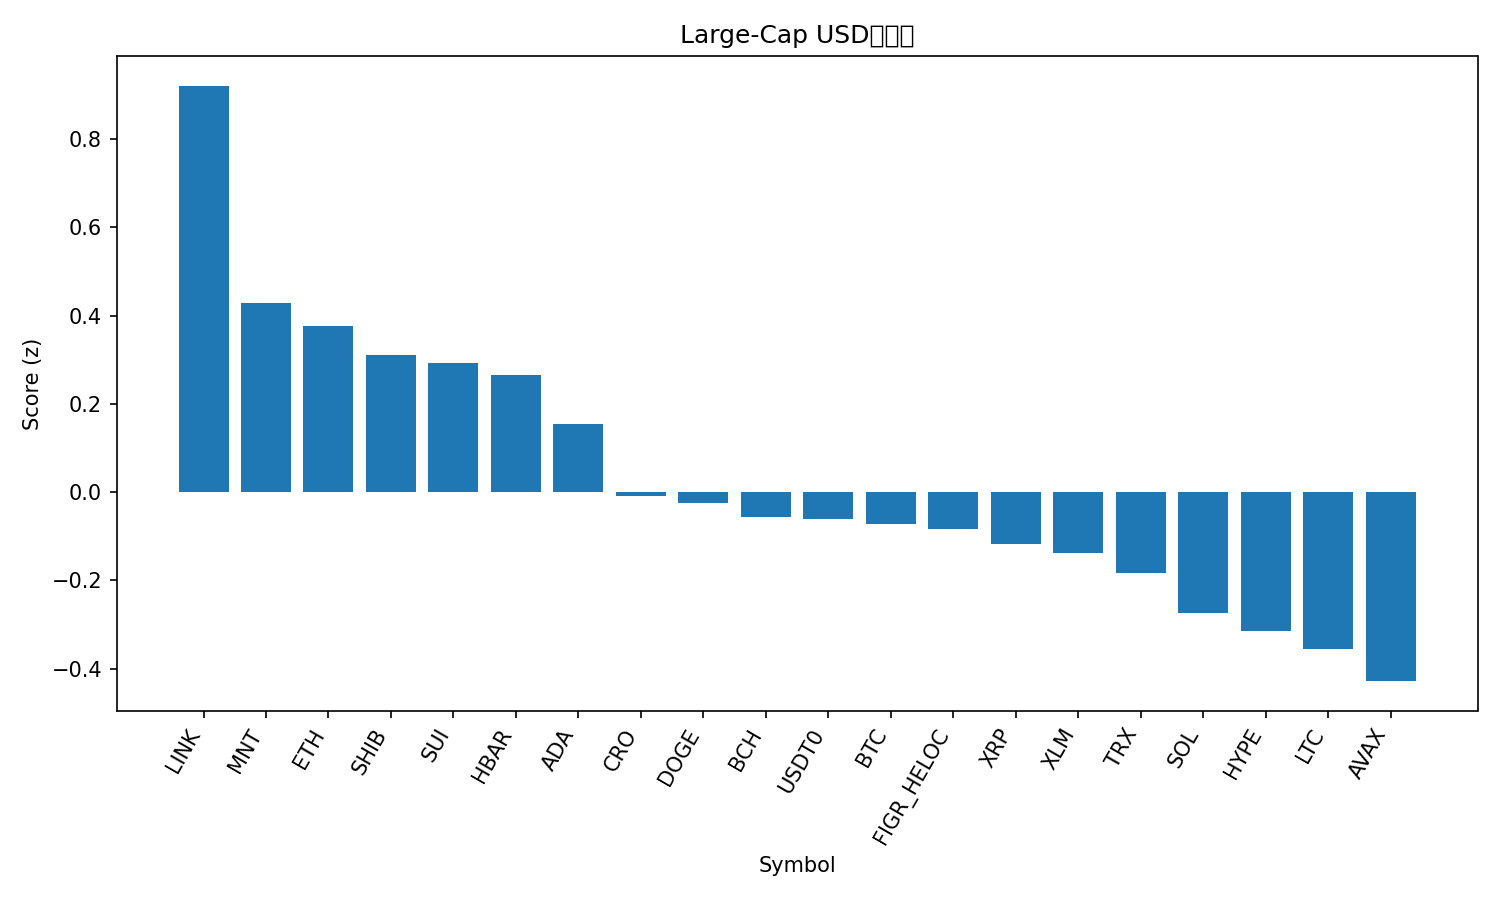 Large-Cap USD
Score (z)
0.8
0.6
0.4
0.2
0.0
−0.2
−0.4
LINK
MNT
ETH
SHIB
SUI
HBAR
ADA
CRO
DOGE
BCH
USDT0
BTC
FIGR_HELOC
XRP
XLM
TRX
SOL
HYPE
LTC
AVAX
Symbol